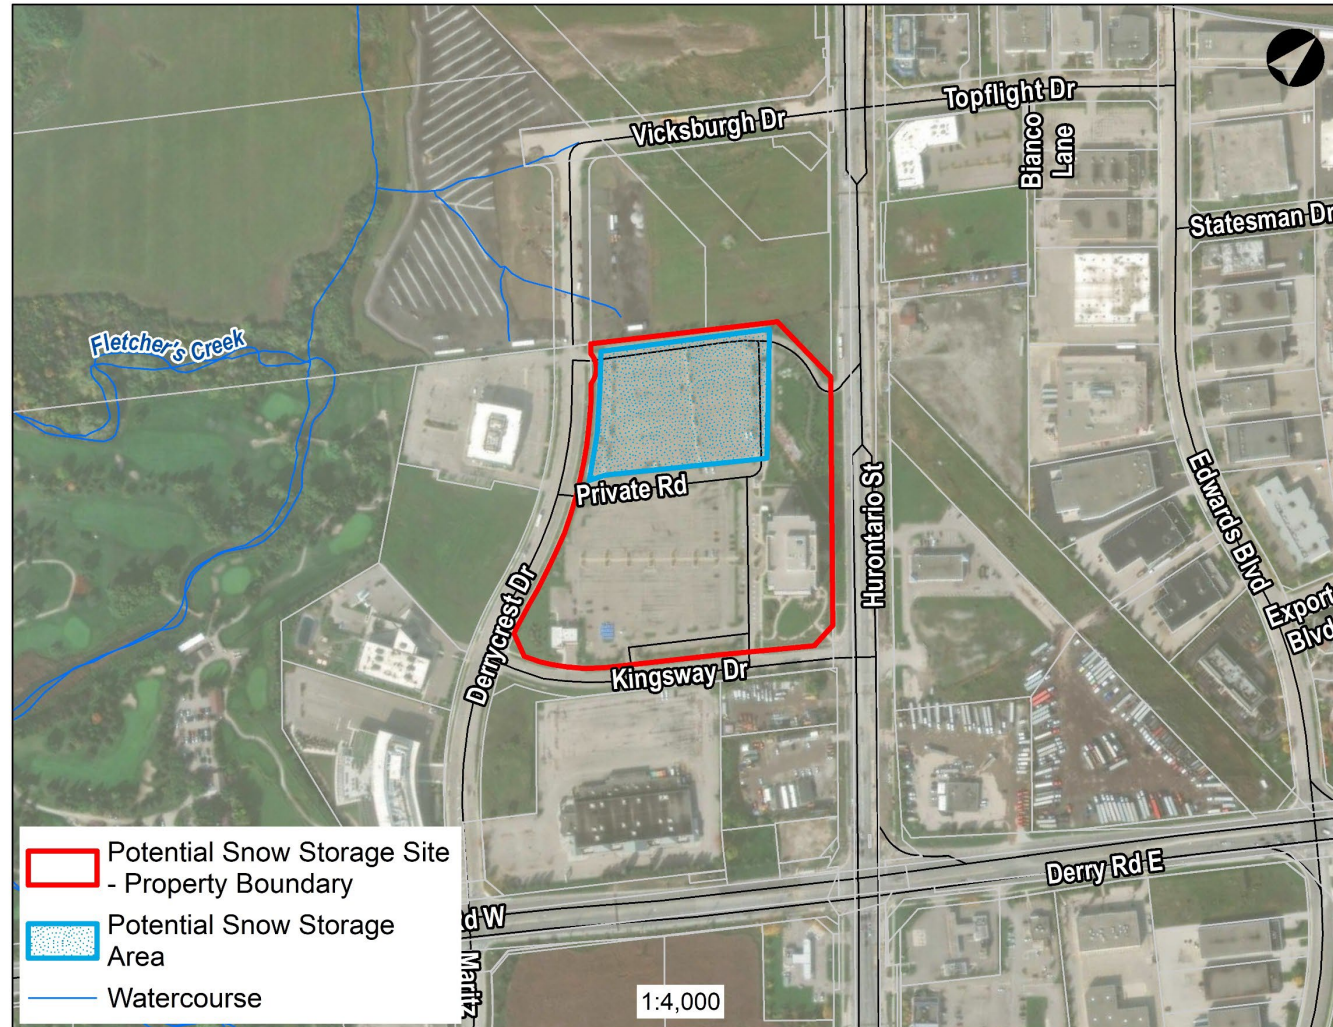 Topflight Dr
Vicksburgh Dr
Bianco
Lane
Statesman Dr
Fletcher's Creek
Private Rd
Hurontario St
Edwards Blvd
Export
Blvd
Derrycrest Dr
Kingsway Dr
Derry Rd E
Rd W
Maritz
Potential Snow Storage Site
- Property Boundary
Potential Snow Storage
Area
Watercourse
1:4,000